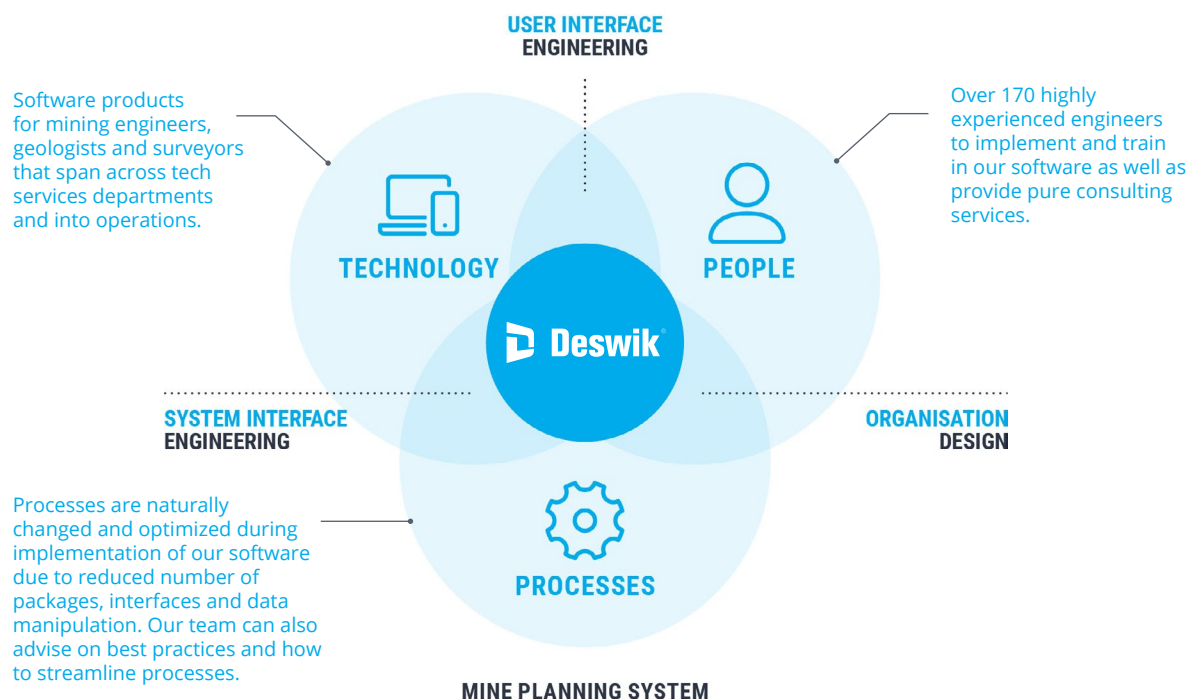 USER INTERFACE
ENGINEERING
Software products
for mining engineers,
geologists and surveyors
that span across tech
services departments
and into operations.
Over 170 highly
experienced engineers
to implement and train
in our software as well as
provide pure consulting
services.
TECHNOLOGY
PEOPLE
Deswik®
SYSTEM INTERFACE
ENGINEERING
ORGANISATION
DESIGN
Processes are naturally
changed and optimized during
implementation of our software
due to reduced number of
packages, interfaces and data
manipulation. Our team can also
advise on best practices and how
to streamline processes.
PROCESSES
MINE PLANNING SYSTEM